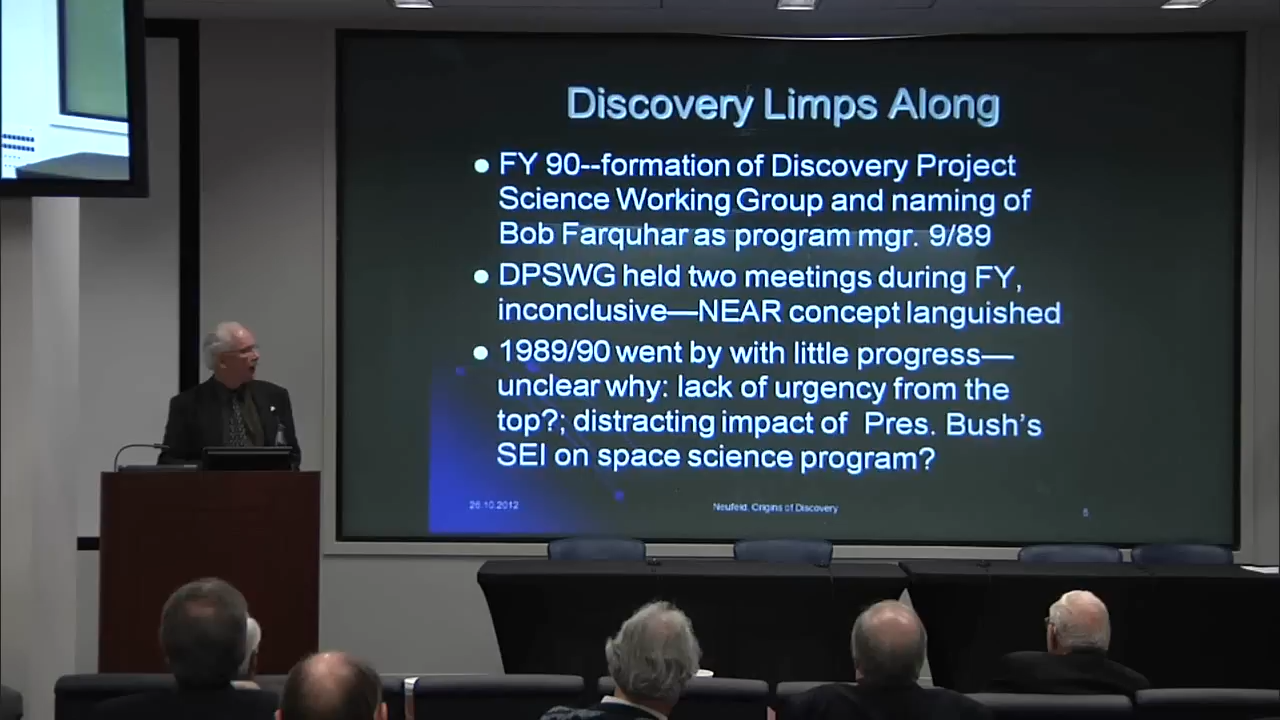 Discovery Limps Along
● FY 90--formation of Discovery Project
Science Working Group and naming of
Bob Farquhar as program mgr. 9/89
● DPSWG held two meetings during FY,
inconclusive—NEAR concept languished
● 1989/90 went by with little progress—
unclear why: lack of urgency from the
top?; distracting impact of Pres. Bush's
SEI on space science program?
26.10.2012 Neufeld, Origins of Discovery